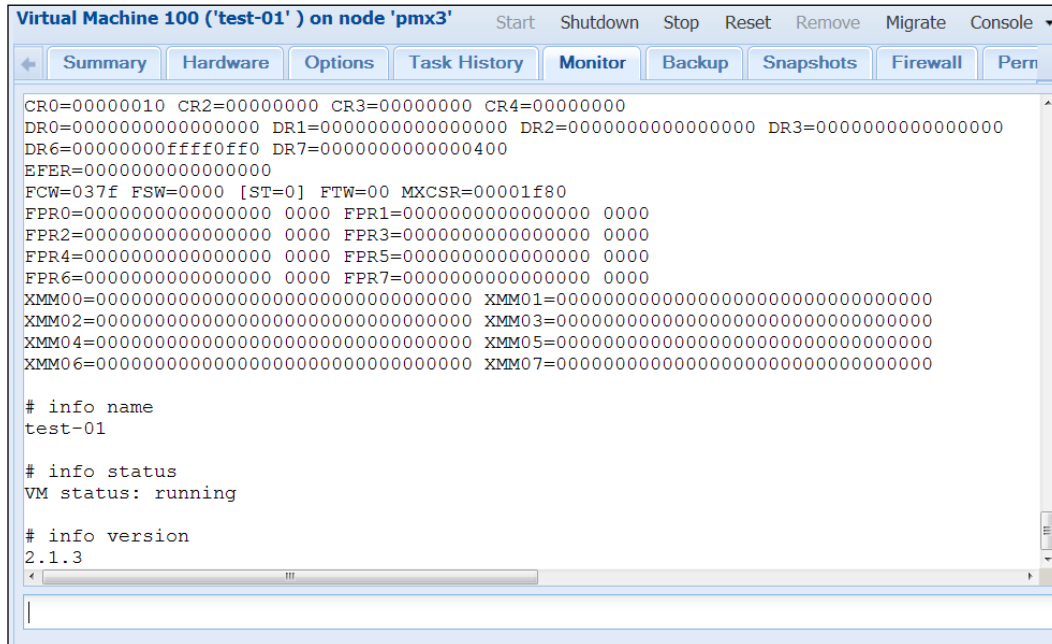 Virtual Machine 100 ('test-01' ) on node 'pmx3' Start Shutdown Stop Reset Remove Migrate Console
Summary Hardware Options Task History Monitor Backup Snapshots Firewall Perm
CR0=00000010 CR2=00000000 CR3=00000000 CR4=00000000
DR0=0000000000000000 DR1=0000000000000000 DR2=0000000000000000 DR3=0000000000000000
DR6=00000000ffff0ff0 DR7=0000000000000400
EFER=0000000000000000
FCW=037f FSW=0000 [ST=0] FTW=00 MXCSR=00001f80
FPR0=0000000000000000 0000 FPR1=0000000000000000 0000
FPR2=0000000000000000 0000 FPR3=0000000000000000 0000
FPR4=0000000000000000 0000 FPR5=0000000000000000 0000
FPR6=0000000000000000 0000 FPR7=0000000000000000 0000
XMM00=00000000000000000000000000000000 XMM01=00000000000000000000000000000000
XMM02=00000000000000000000000000000000 XMM03=00000000000000000000000000000000
XMM04=00000000000000000000000000000000 XMM05=00000000000000000000000000000000
XMM06=00000000000000000000000000000000 XMM07=00000000000000000000000000000000
# info name
test-01
# info status
VM status: running
# info version
2.1.3